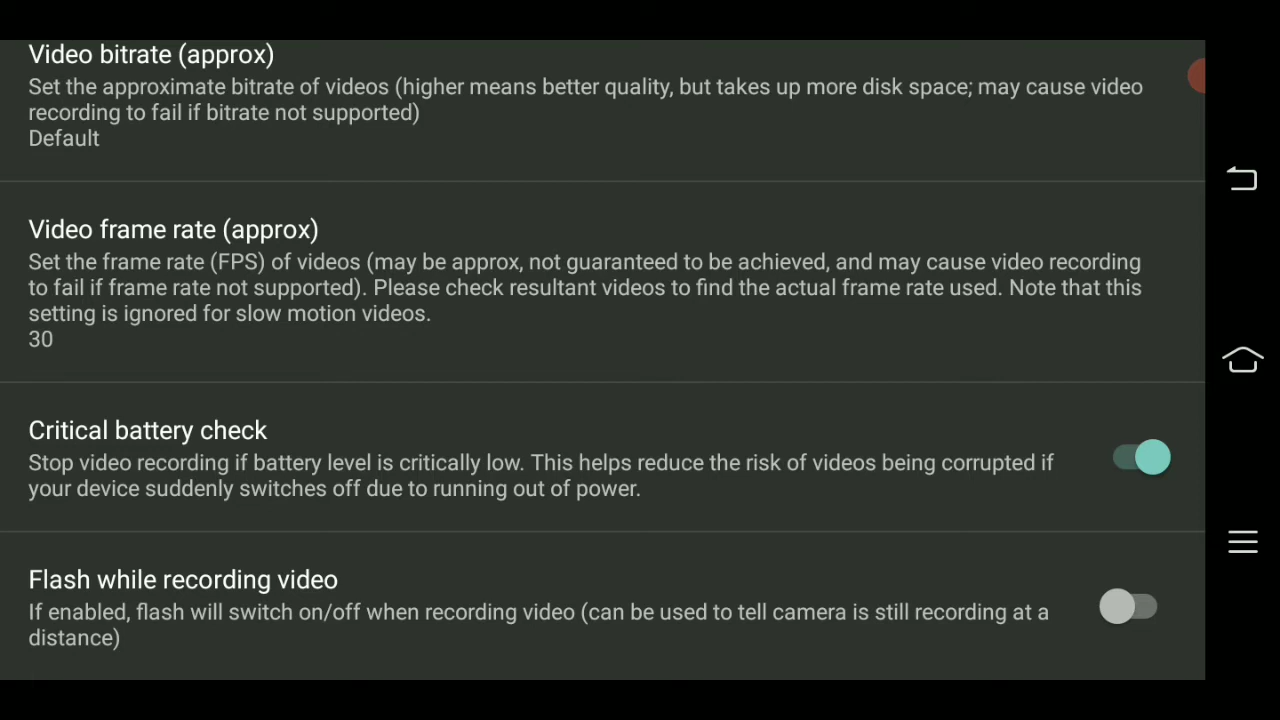 Video bitrate (approx)
Set the approximate bitrate of videos (higher means better quality, but takes up more disk space; may cause video
recording to fail if bitrate not supported)
Default
Video frame rate (approx)
Set the frame rate (FPS) of videos (may be approx, not guaranteed to be achieved, and may cause video recording
to fail if frame rate not supported). Please check resultant videos to find the actual frame rate used. Note that this
setting is ignored for slow motion videos.
30
Critical battery check
Stop video recording if battery level is critically low. This helps reduce the risk of videos being corrupted if
your device suddenly switches off due to running out of power.
Flash while recording video
If enabled, flash will switch on/off when recording video (can be used to tell camera is still recording at a
distance)